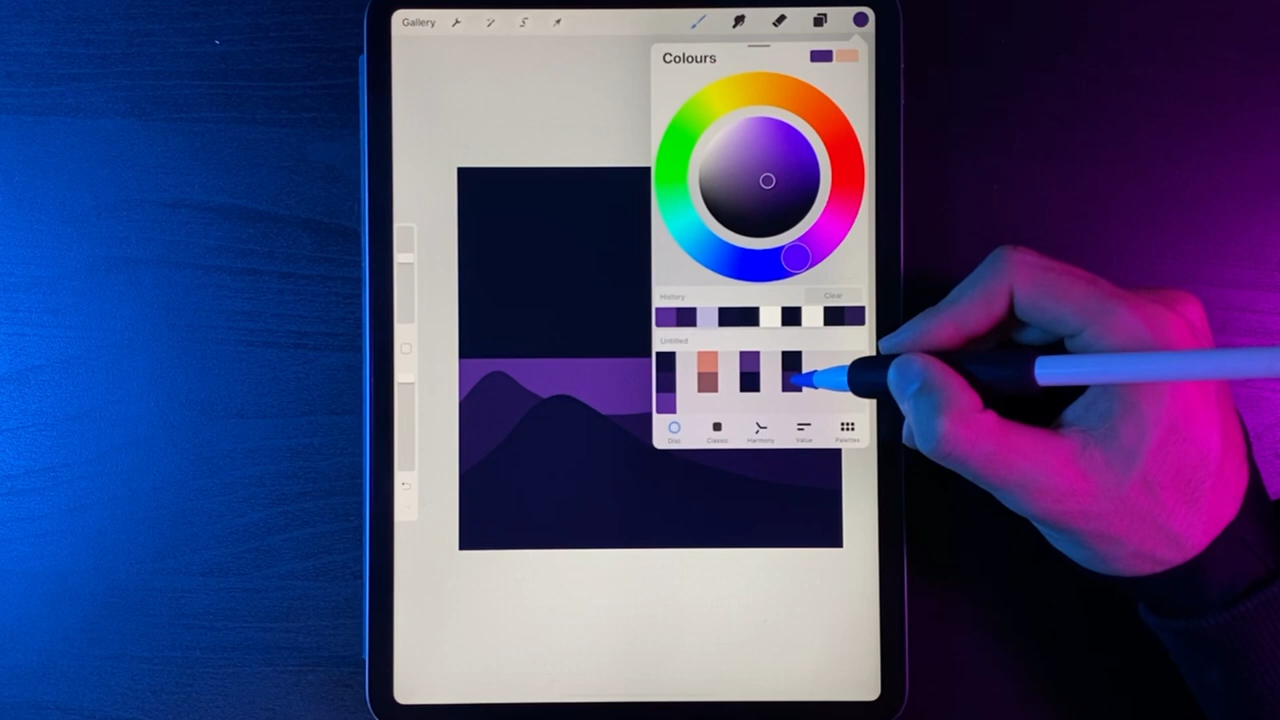 Gallery
Colours
History Clear
Untitled
Disc Classic Harmony Value Palettes